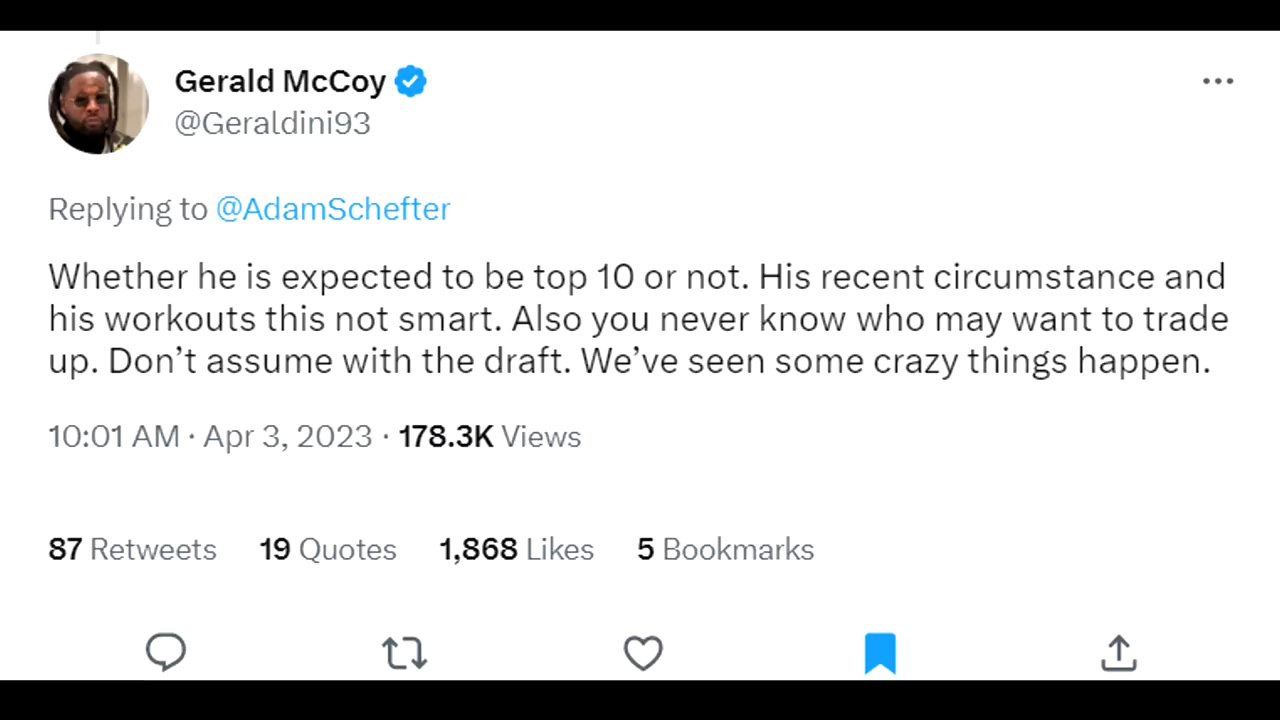 Gerald McCoy
@Geraldini93
Replying to @AdamSchefter
Whether he is expected to be top 10 or not. His recent circumstance and
his workouts this not smart. Also you never know who may want to trade
up. Don’t assume with the draft. We’ve seen some crazy things happen.
10:01 AM · Apr 3, 2023 · 178.3K Views
87 Retweets 19 Quotes 1,868 Likes 5 Bookmarks